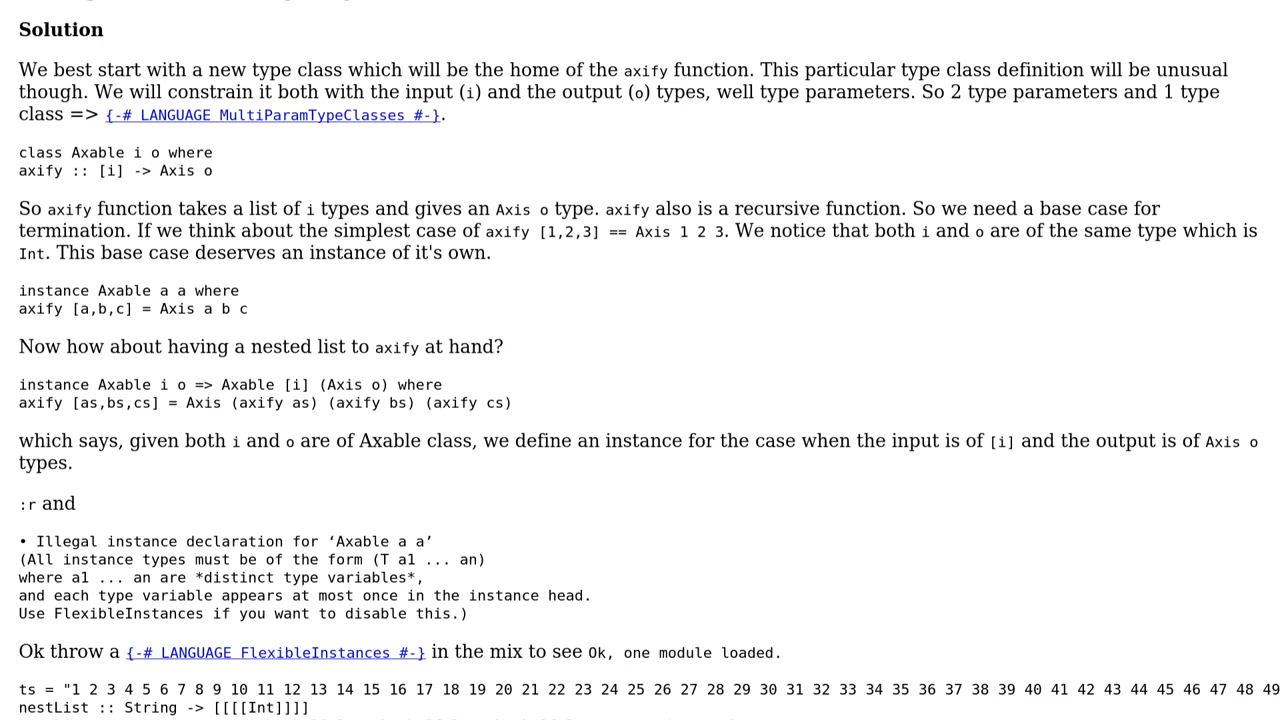 Solution
We best start with a new type class which will be the home of the axify function. This particular type class definition will be unusual
though. We will constrain it both with the input (i) and the output (o) types, well type parameters. So 2 type parameters and 1 type
class => {-# LANGUAGE MultiParamTypeClasses #-}.
class Axable i o where
axify :: [i] -> Axis o
So axify function takes a list of i types and gives an Axis o type. axify also is a recursive function. So we need a base case for
termination. If we think about the simplest case of axify [1,2,3] == Axis 1 2 3. We notice that both i and o are of the same type which is
Int. This base case deserves an instance of it's own.
instance Axable a a where
axify [a,b,c] = Axis a b c
Now how about having a nested list to axify at hand?
instance Axable i o => Axable [i] (Axis o) where
axify [as,bs,cs] = Axis (axify as) (axify bs) (axify cs)
which says, given both i and o are of Axable class, we define an instance for the case when the input is of [i] and the output is of Axis o
types.
:r and
• Illegal instance declaration for ‘Axable a a’
(All instance types must be of the form (T a1 ... an)
where a1 ... an are *distinct type variables*,
and each type variable appears at most once in the instance head.
Use FlexibleInstances if you want to disable this.)
Ok throw a {-# LANGUAGE FlexibleInstances #-} in the mix to see Ok, one module loaded.
ts = "1 2 3 4 5 6 7 8 9 10 11 12 13 14 15 16 17 18 19 20 21 22 23 24 25 26 27 28 29 30 31 32 33 34 35 36 37 38 39 40 41 42 43 44 45 46 47 48 49
nestList :: String -> [[[[Int]]]]